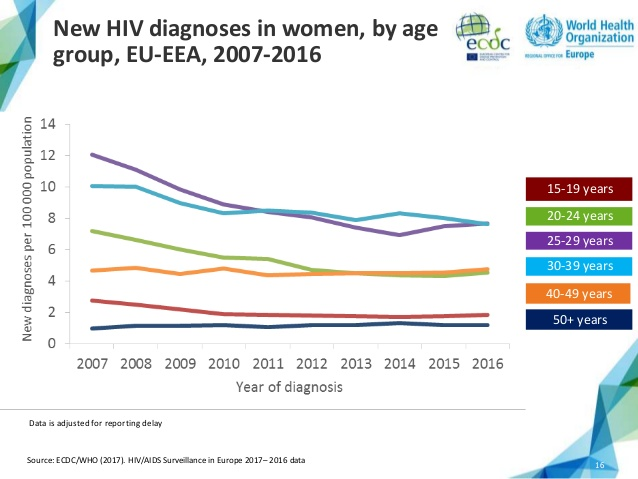 New HIV diagnoses in women, by age
group, EU-EEA, 2007-2016
ecdc
World Health
Organization
REGIONAL OFFICE FOR
Europe
New diagnoses per 100 000 population
14
12
10
8
6
4
2
0
2007 2008 2009 2010 2011 2012 2013 2014 2015 2016
Year of diagnosis
15-19 years
20-24 years
25-29 years
30-39 years
40-49 years
50+ years
Data is adjusted for reporting delay
Source: ECDC/WHO (2017). HIV/AIDS Surveillance in Europe 2017– 2016 data
16